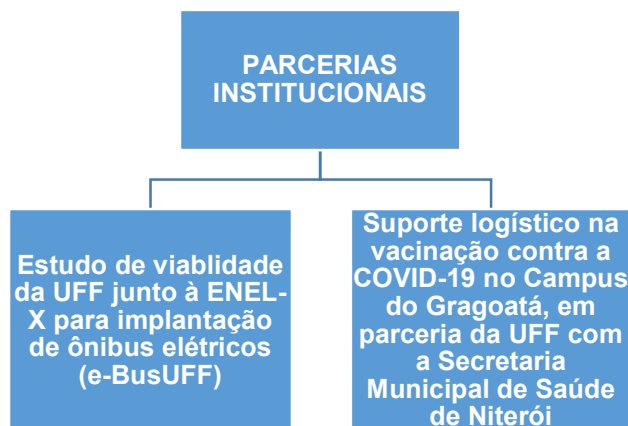 PARCERIAS
INSTITUCIONAIS
Estudo de viablidade
da UFF junto à ENEL-
X para implantação
de ônibus elétricos
(e-BusUFF)
Suporte logístico na
vacinação contra a
COVID-19 no Campus
do Gragoatá, em
parceria da UFF com
a Secretaria
Municipal de Saúde
de Niterói